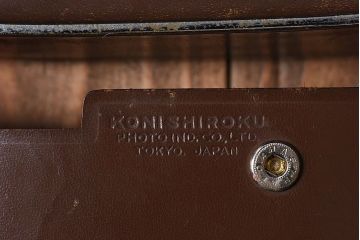 KONISHIROKU
PHOTO IND. CO., LTD.
TOKYO, JAPAN